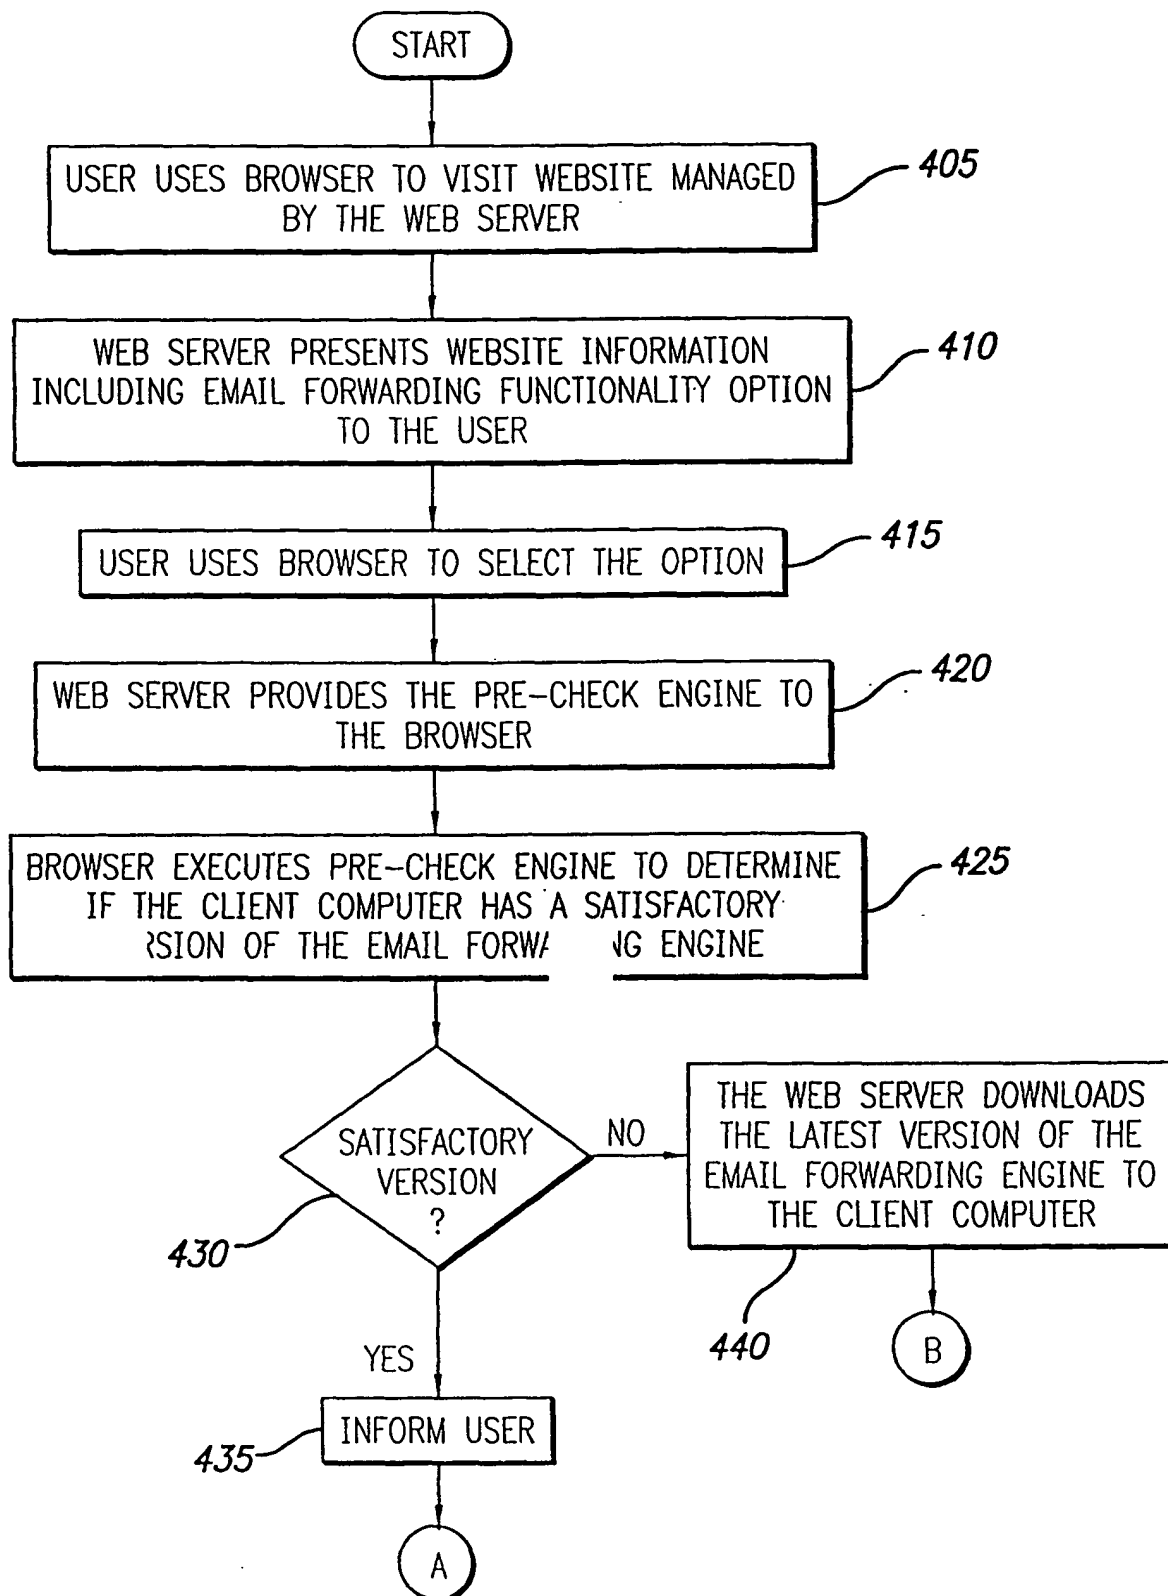 START
USER USES BROWSER TO VISIT WEBSITE MANAGED
BY THE WEB SERVER
405
WEB SERVER PRESENTS WEBSITE INFORMATION
INCLUDING EMAIL FORWARDING FUNCTIONALITY OPTION
TO THE USER
410
USER USES BROWSER TO SELECT THE OPTION
415
WEB SERVER PROVIDES THE PRE-CHECK ENGINE TO
THE BROWSER
420
BROWSER EXECUTES PRE-CHECK ENGINE TO DETERMINE
IF THE CLIENT COMPUTER HAS A SATISFACTORY
OF THE EMAIL ENGINE
425
SATISFACTORY
VERSION
?
430
NO
THE WEB SERVER DOWNLOADS
THE LATEST VERSION OF THE
EMAIL FORWARDING ENGINE TO
THE CLIENT COMPUTER
440
B
YES
INFORM USER
435
A